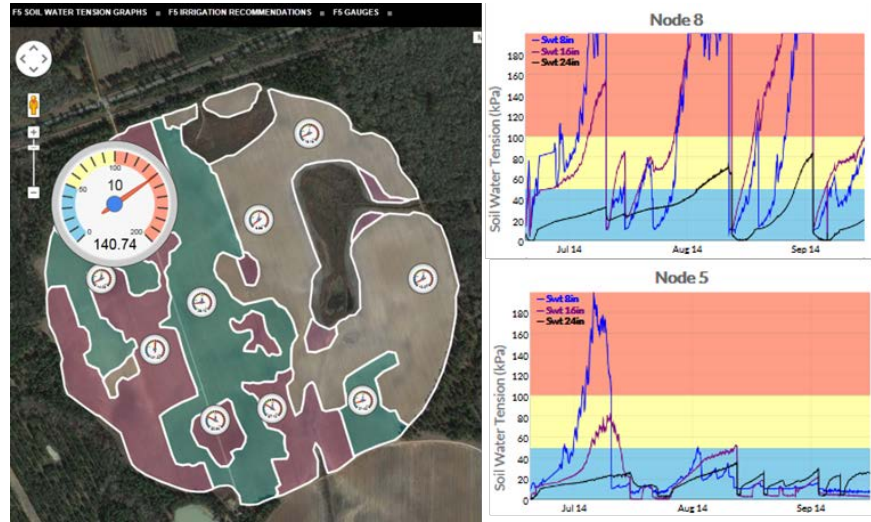 F5 SOIL WATER TENSION GRAPHS F5 IRRIGATION RECOMMENDATIONS F5 GAUGES
0
50
100
200
10
140.74
Node 8
Soil Water Tension (kPa)
Swt 8in
Swt 16in
Swt 24in
180
160
140
120
100
80
60
40
20
0
Jul 14 Aug 14 Sep 14
Node 5
Soil Water Tension (kPa)
Swt 8in
Swt 16in
Swt 24in
180
160
140
120
100
80
60
40
20
0
Jul 14 Aug 14 Sep 14